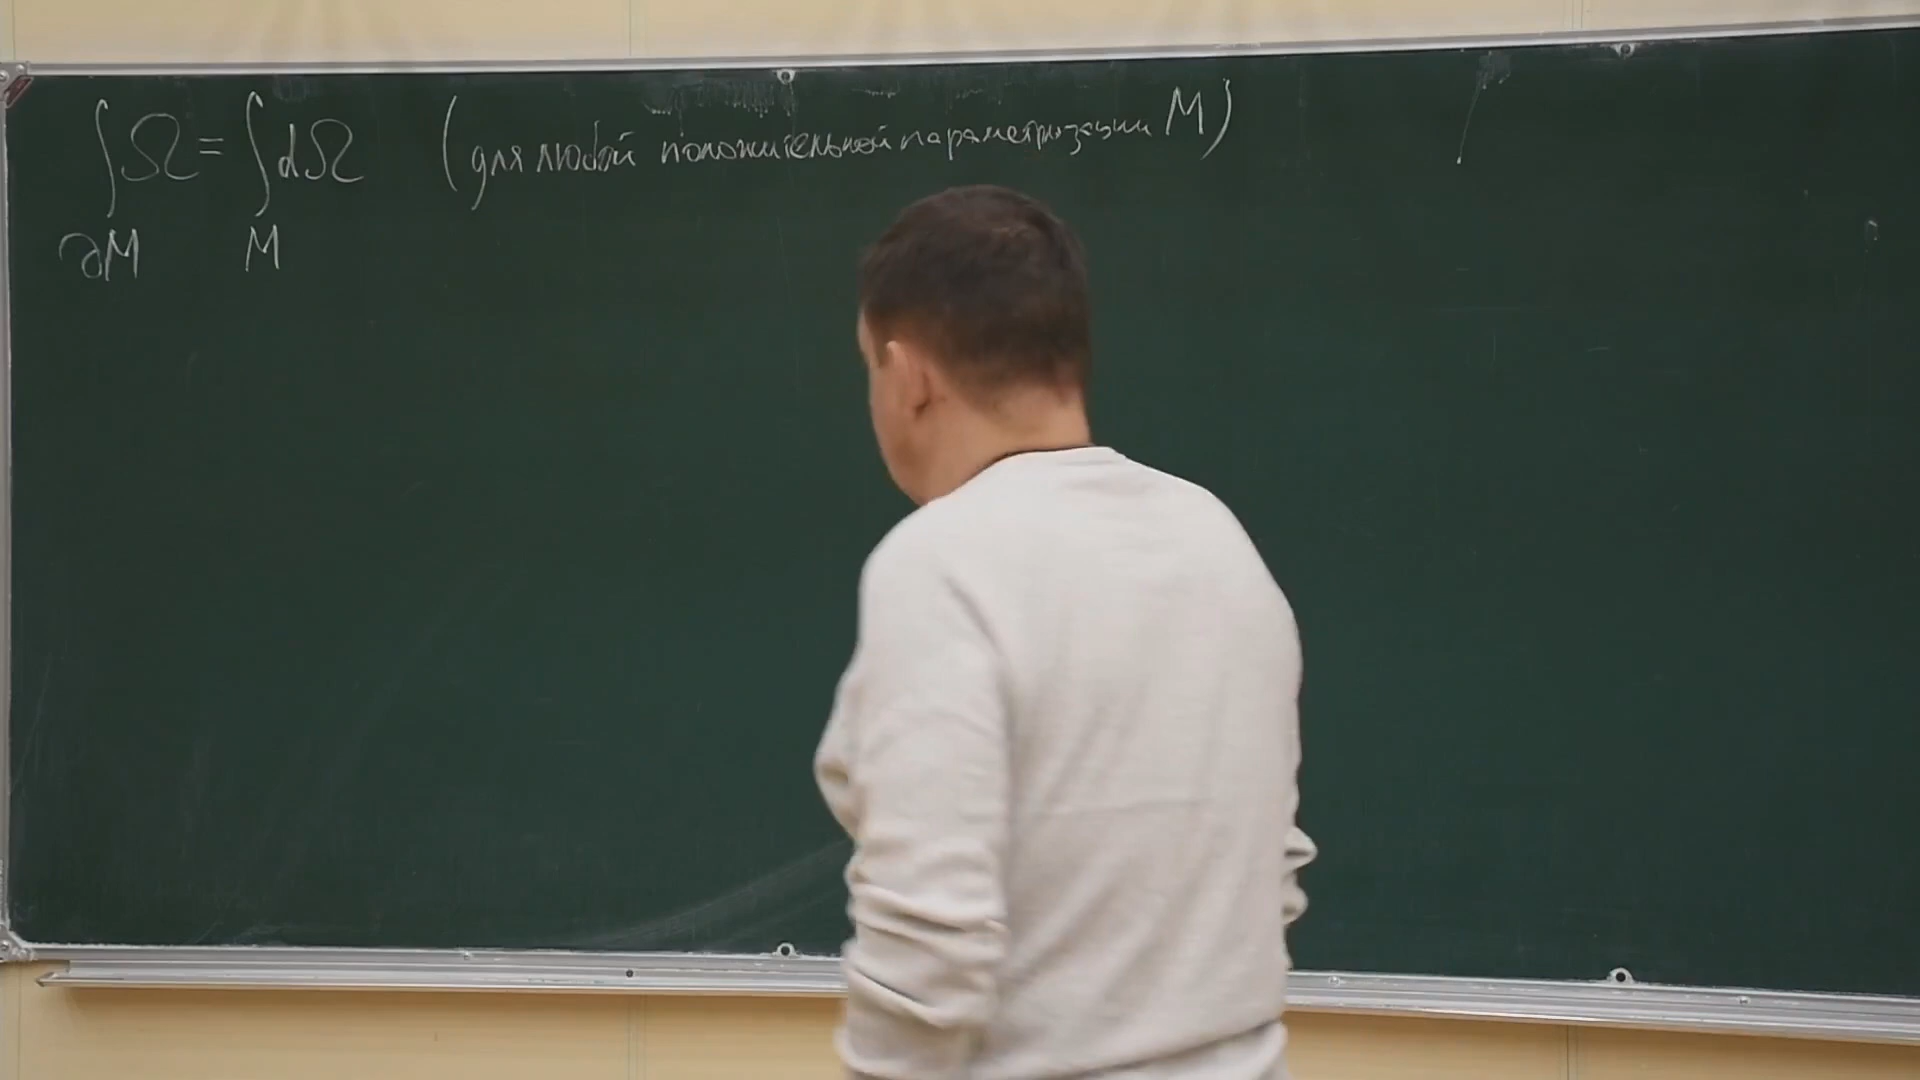 ∫Ω = ∫dΩ (для любой положительной параметризации M)
∂M M